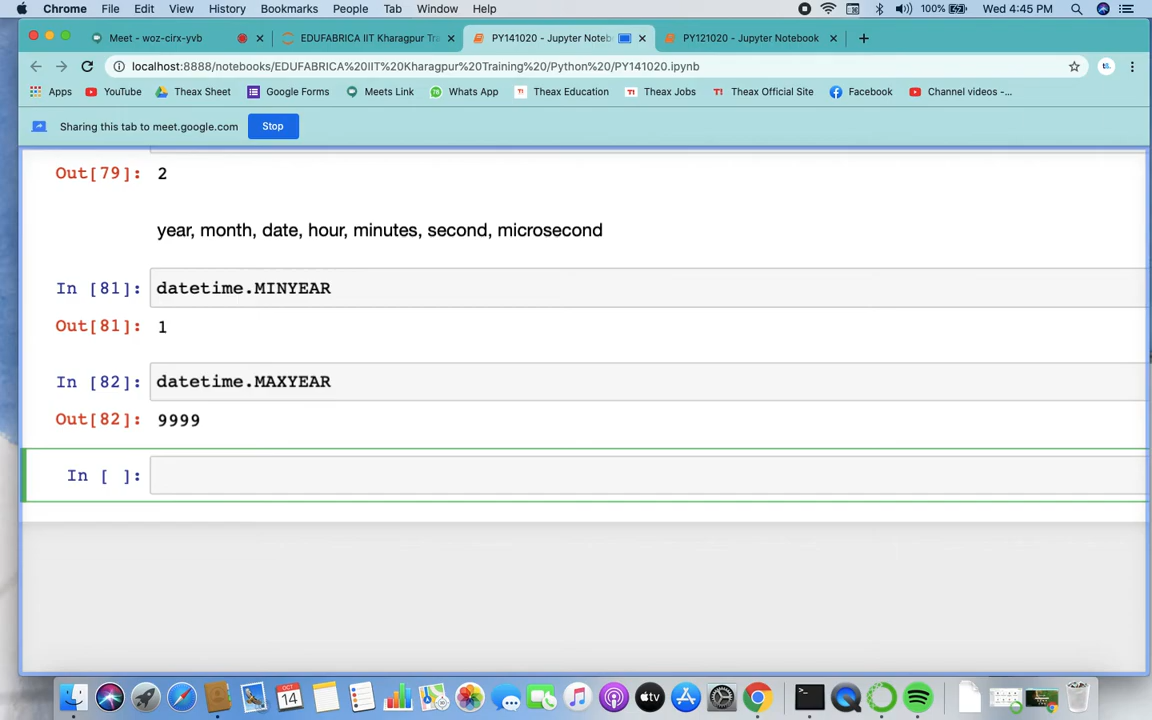 Chrome File Edit View History Bookmarks People Tab Window Help 100% Wed 4:45 PM
Meet - woz-cirx-yvb EDUFABRICA IIT Kharagpur Tra PY141020 - Jupyter Noteb PY121020 - Jupyter Notebook
localhost:8888/notebooks/EDUFABRICA%20IIT%20Kharagpur%20Training%20/Python%20/PY141020.ipynb
Apps YouTube Theax Sheet Google Forms Meets Link Whats App Theax Education Theax Jobs Theax Official Site Facebook Channel videos -...
Sharing this tab to meet.google.com Stop
Out[79]: 2
year, month, date, hour, minutes, second, microsecond
In [81]: datetime.MINYEAR
Out[81]: 1
In [82]: datetime.MAXYEAR
Out[82]: 9999
In [ ]:
OCT 14 tv